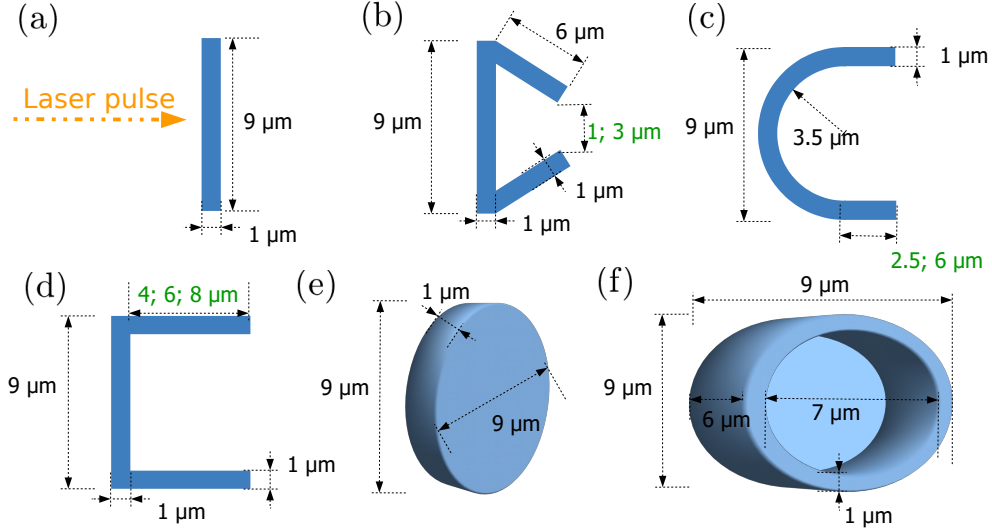 (a)
Laser pulse
9 µm
1 µm
(b)
6 µm
9 µm
1; 3 µm
1 µm
1 µm
(c)
1 µm
9 µm
3.5 µm
2.5; 6 µm
(d)
4; 6; 8 µm
9 µm
1 µm
1 µm
(e)
1 µm
9 µm
9 µm
(f)
9 µm
9 µm
6 µm
7 µm
1 µm